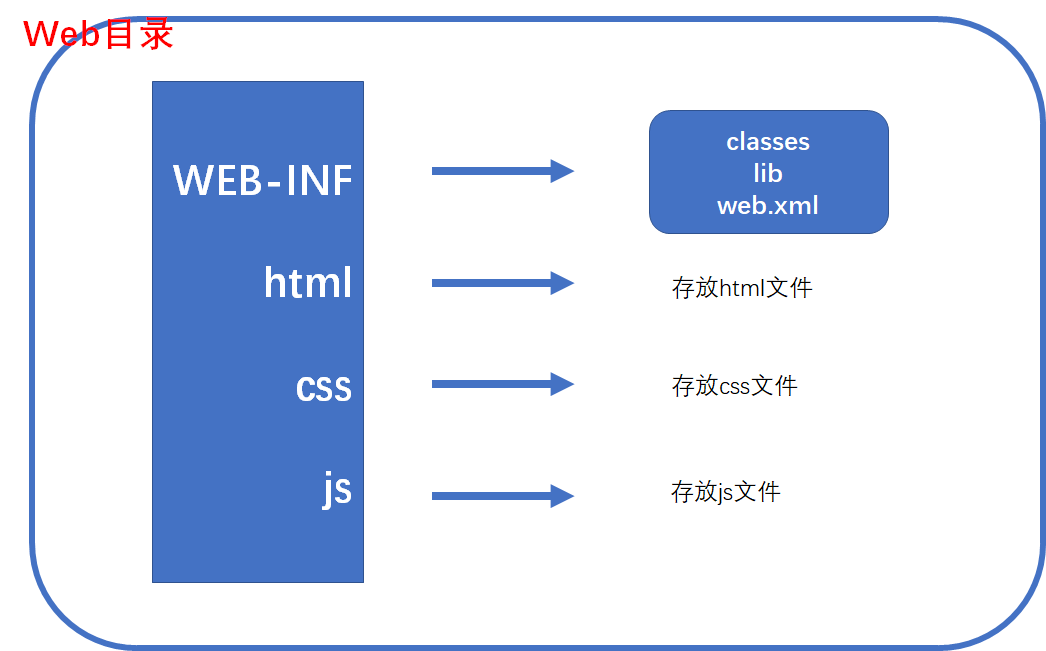 Web目录
WEB-INF
classes
lib
web.xml
html
存放html文件
css
存放css文件
js
存放js文件